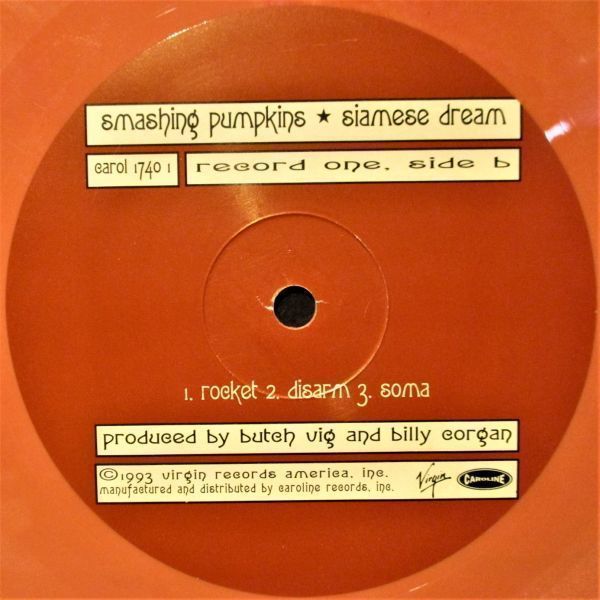 smashing pumpkins ★ siamese dream
carol 1740 1
record one, side b
1. rocket 2. disarm 3. soma
produced by butch vig and billy corgan
©1993 virgin records america, inc.
manufactured and distributed by caroline records, inc.
Virgin
CAROLINE